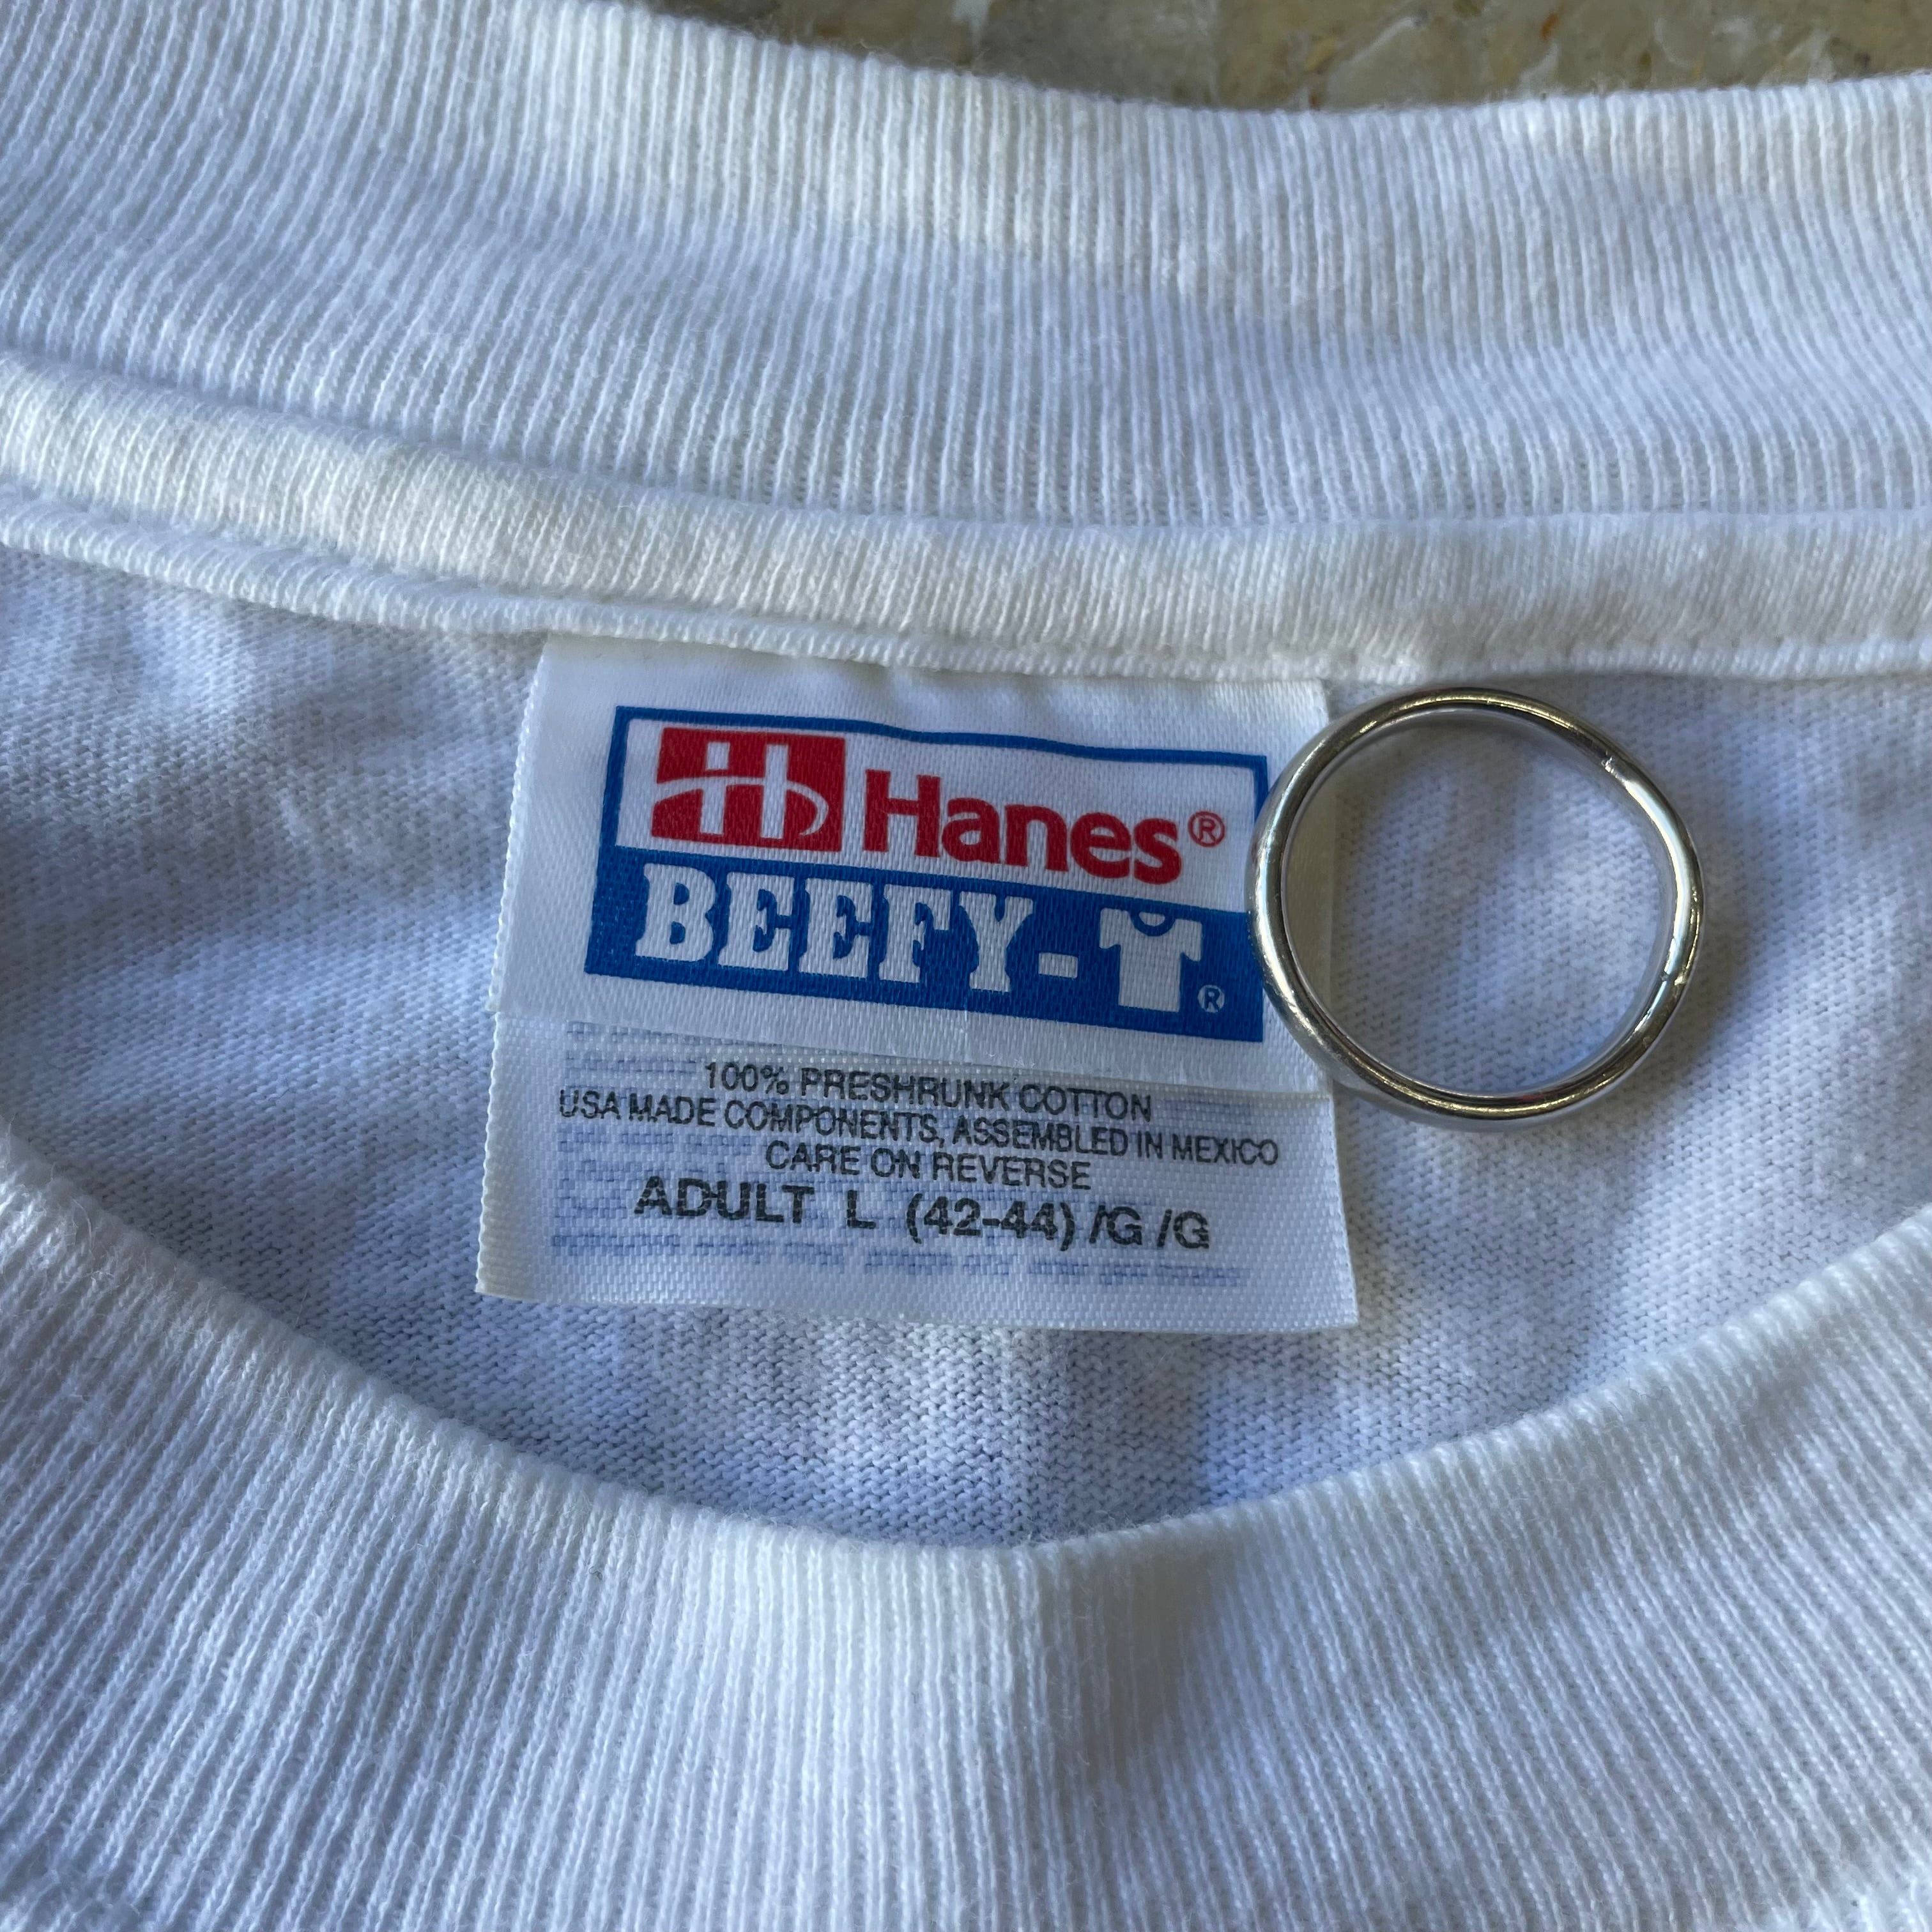 Hanes®
BEEFY-T®
100% PRESHRUNK COTTON
USA MADE COMPONENTS, ASSEMBLED IN MEXICO
CARE ON REVERSE
ADULT L (42-44) /G /G